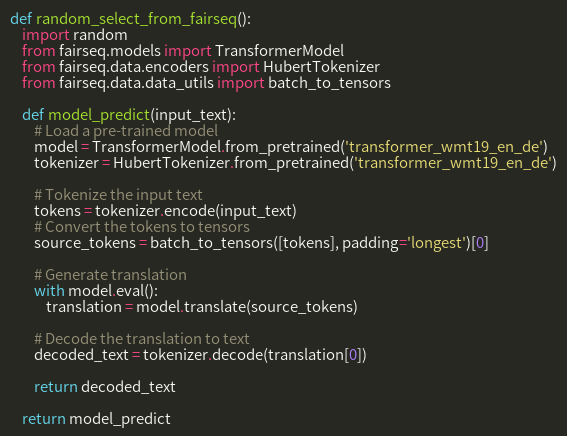 def random_select_from_fairseq():
    import random
    from fairseq.models import TransformerModel
    from fairseq.data.encoders import HubertTokenizer
    from fairseq.data.data_utils import batch_to_tensors

    def model_predict(input_text):
        # Load a pre-trained model
        model = TransformerModel.from_pretrained('transformer_wmt19_en_de')
        tokenizer = HubertTokenizer.from_pretrained('transformer_wmt19_en_de')

        # Tokenize the input text
        tokens = tokenizer.encode(input_text)
        # Convert the tokens to tensors
        source_tokens = batch_to_tensors([tokens], padding='longest')[0]

        # Generate translation
        with model.eval():
            translation = model.translate(source_tokens)

        # Decode the translation to text
        decoded_text = tokenizer.decode(translation[0])

        return decoded_text

    return model_predict